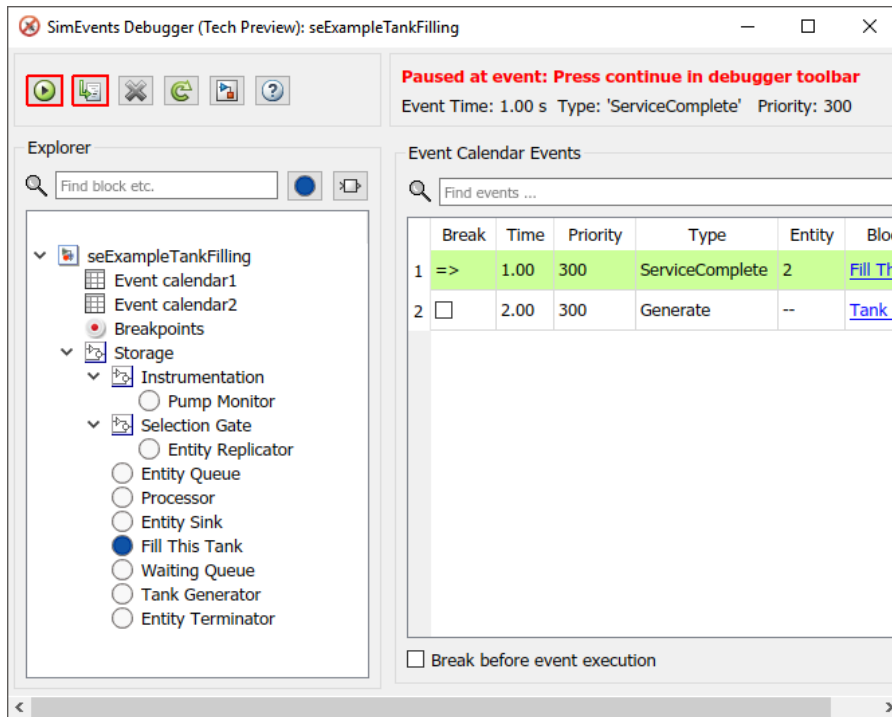 SimEvents Debugger (Tech Preview): seExampleTankFilling
Paused at event: Press continue in debugger toolbar
Event Time: 1.00 s Type: 'ServiceComplete' Priority: 300
Explorer
Find block etc.
seExampleTankFilling
Event calendar1
Event calendar2
Breakpoints
Storage
Instrumentation
Pump Monitor
Selection Gate
Entity Replicator
Entity Queue
Processor
Entity Sink
Fill This Tank
Waiting Queue
Tank Generator
Entity Terminator
Event Calendar Events
Find events ...
Break Time Priority Type Entity Bloc
1 => 1.00 300 ServiceComplete 2 Fill Th
2 2.00 300 Generate -- Tank
Break before event execution